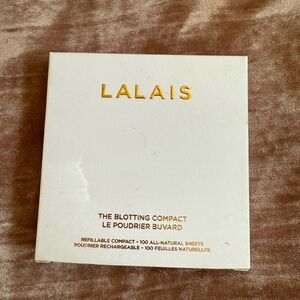 LALAIS
THE BLOTTING COMPACT
LE POUDRIER BUVARD
REFILLABLE COMPACT • 100 ALL-NATURAL SHEETS
POUDRIER RECHARGEABLE • 100 FEUILLES NATURELLES